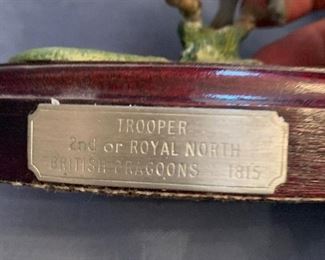 TROOPER
2nd or ROYAL NORTH
BRITISH DRAGOONS 1815